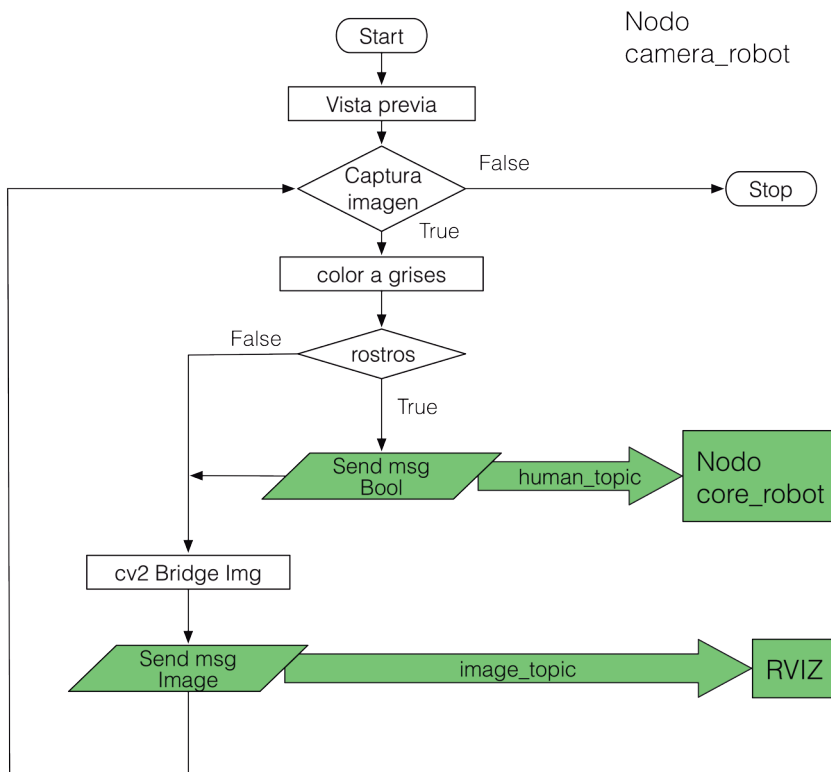 Nodo
camera_robot
Start
Vista previa
Captura
imagen
False
Stop
True
color a grises
False
rostros
True
Send msg
Bool
human_topic
Nodo
core_robot
cv2 Bridge Img
Send msg
Image
image_topic
RVIZ